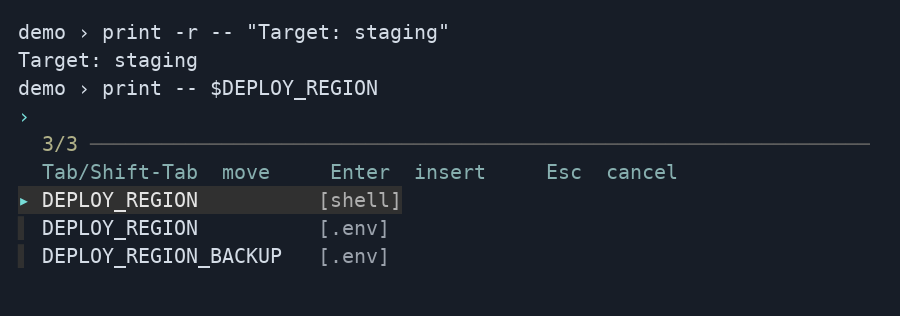 demo › print -r -- "Target: staging"
Target: staging
demo › print -- $DEPLOY_REGION
›
3/3
Tab/Shift-Tab  move     Enter  insert     Esc  cancel
▸ DEPLOY_REGION          [shell]
DEPLOY_REGION          [.env]
DEPLOY_REGION_BACKUP   [.env]